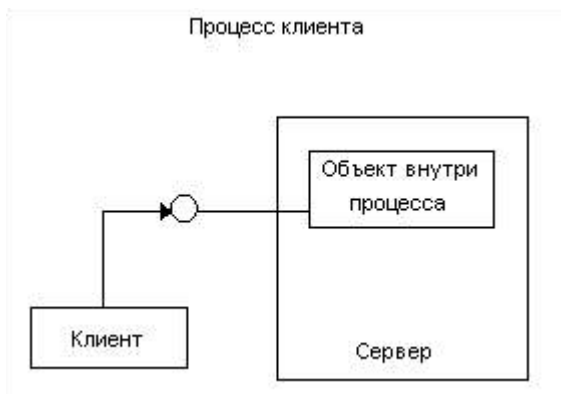 Процесс клиента
Объект внутри
процесса
Клиент
Сервер